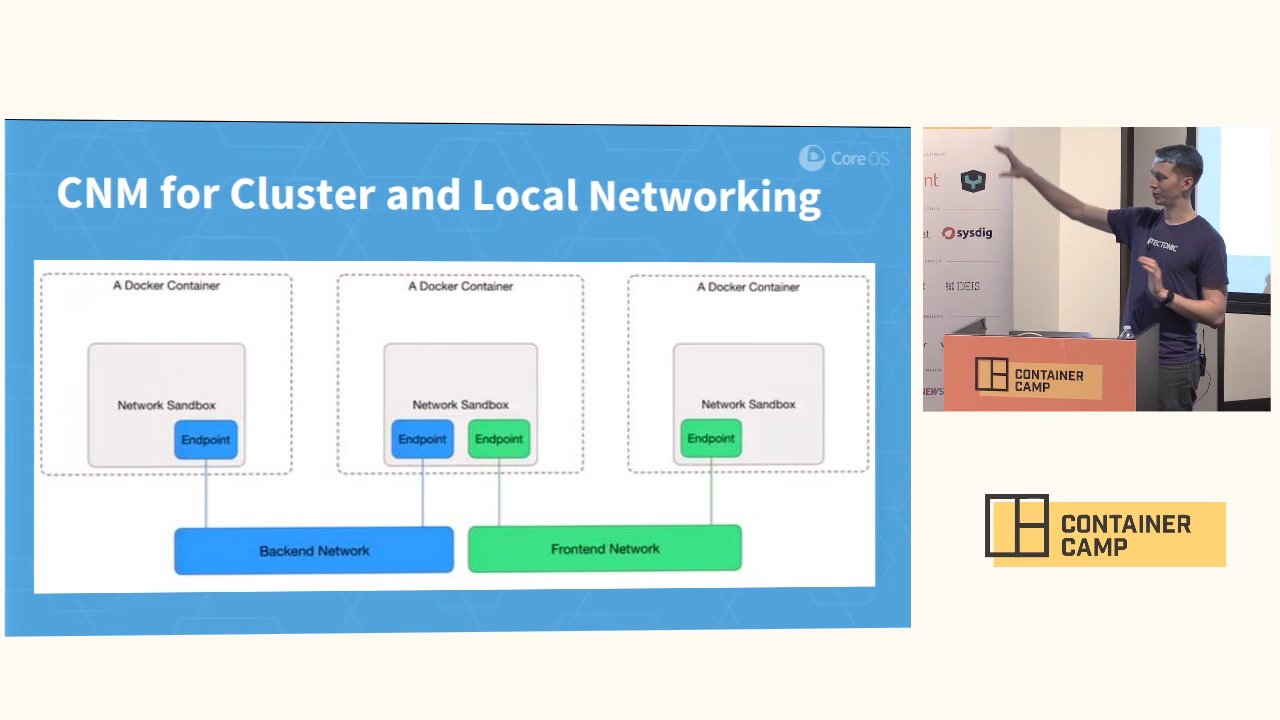 CoreOS
CNM for Cluster and Local Networking
A Docker Container
A Docker Container
A Docker Container
Network Sandbox
Network Sandbox
Network Sandbox
Endpoint
Endpoint
Endpoint
Endpoint
Backend Network
Frontend Network
sysdig
DEIS
TECTONIC
CONTAINER
CAMP
CONTAINER
CAMP